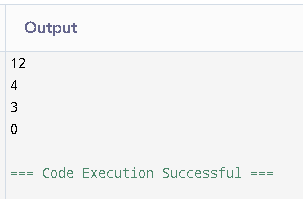 Output
12
4
3
0
=== Code Execution Successful ===